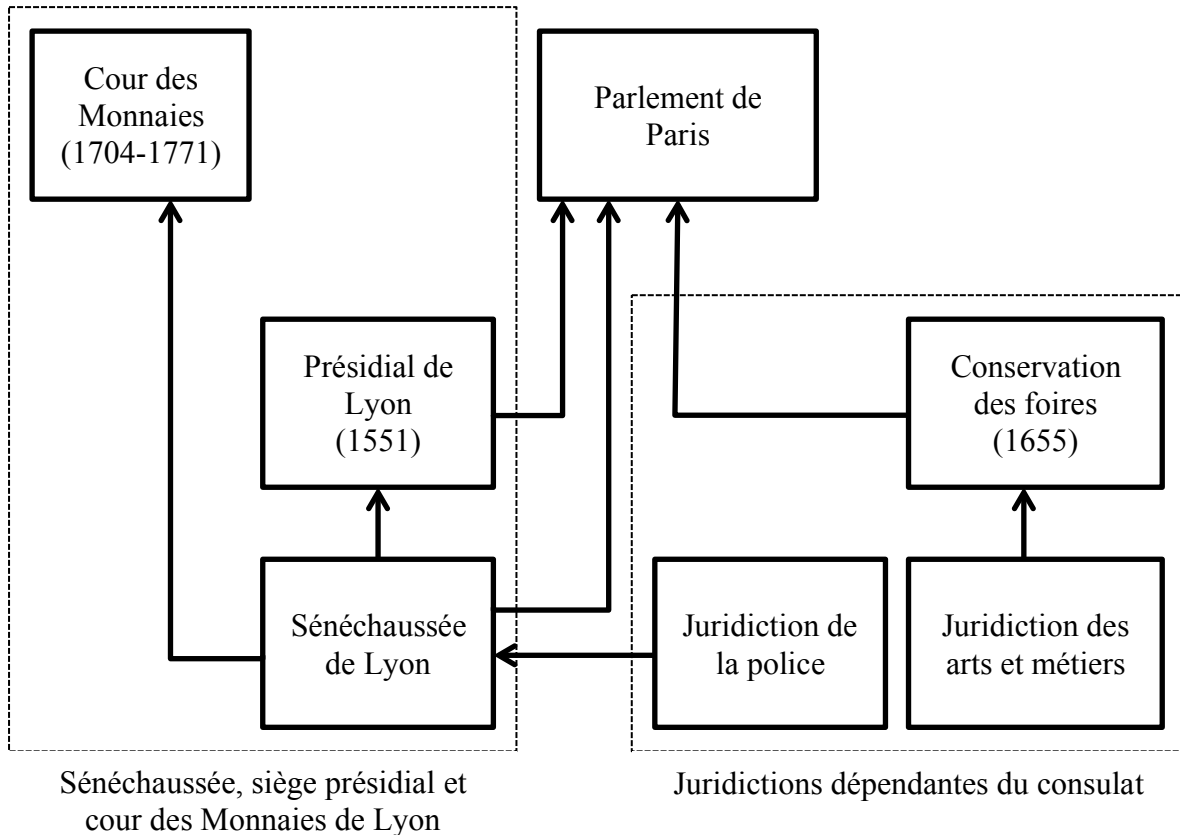 Cour des
Monnaies
(1704-1771)
Parlement de
Paris
Présidial de
Lyon
(1551)
Conservation
des foires
(1655)
Sénéchaussée
de Lyon
Juridiction de
la police
Juridiction des
arts et métiers
Sénéchaussée, siège présidial et
cour des Monnaies de Lyon
Juridictions dépendantes du consulat